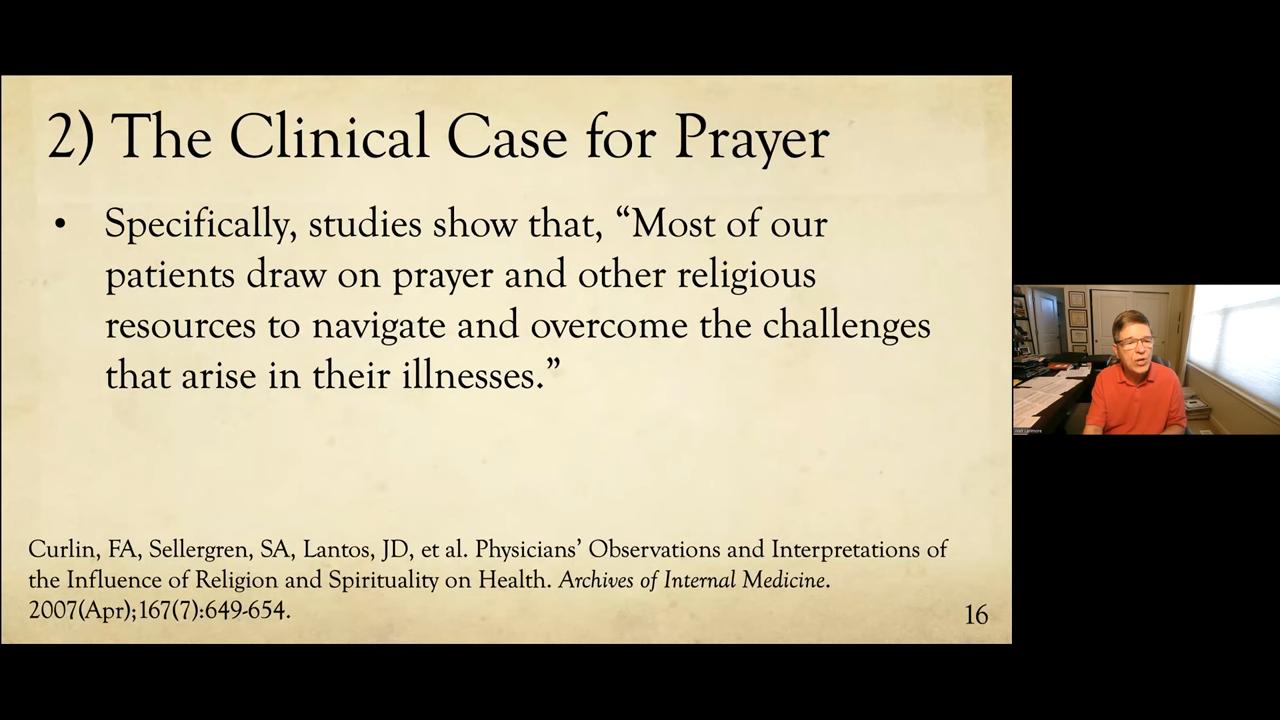 2) The Clinical Case for Prayer
• Specifically, studies show that, “Most of our
patients draw on prayer and other religious
resources to navigate and overcome the challenges
that arise in their illnesses.”
Curlin, FA, Sellergren, SA, Lantos, JD, et al. Physicians’ Observations and Interpretations of
the Influence of Religion and Spirituality on Health. Archives of Internal Medicine.
2007(Apr);167(7):649-654.
16